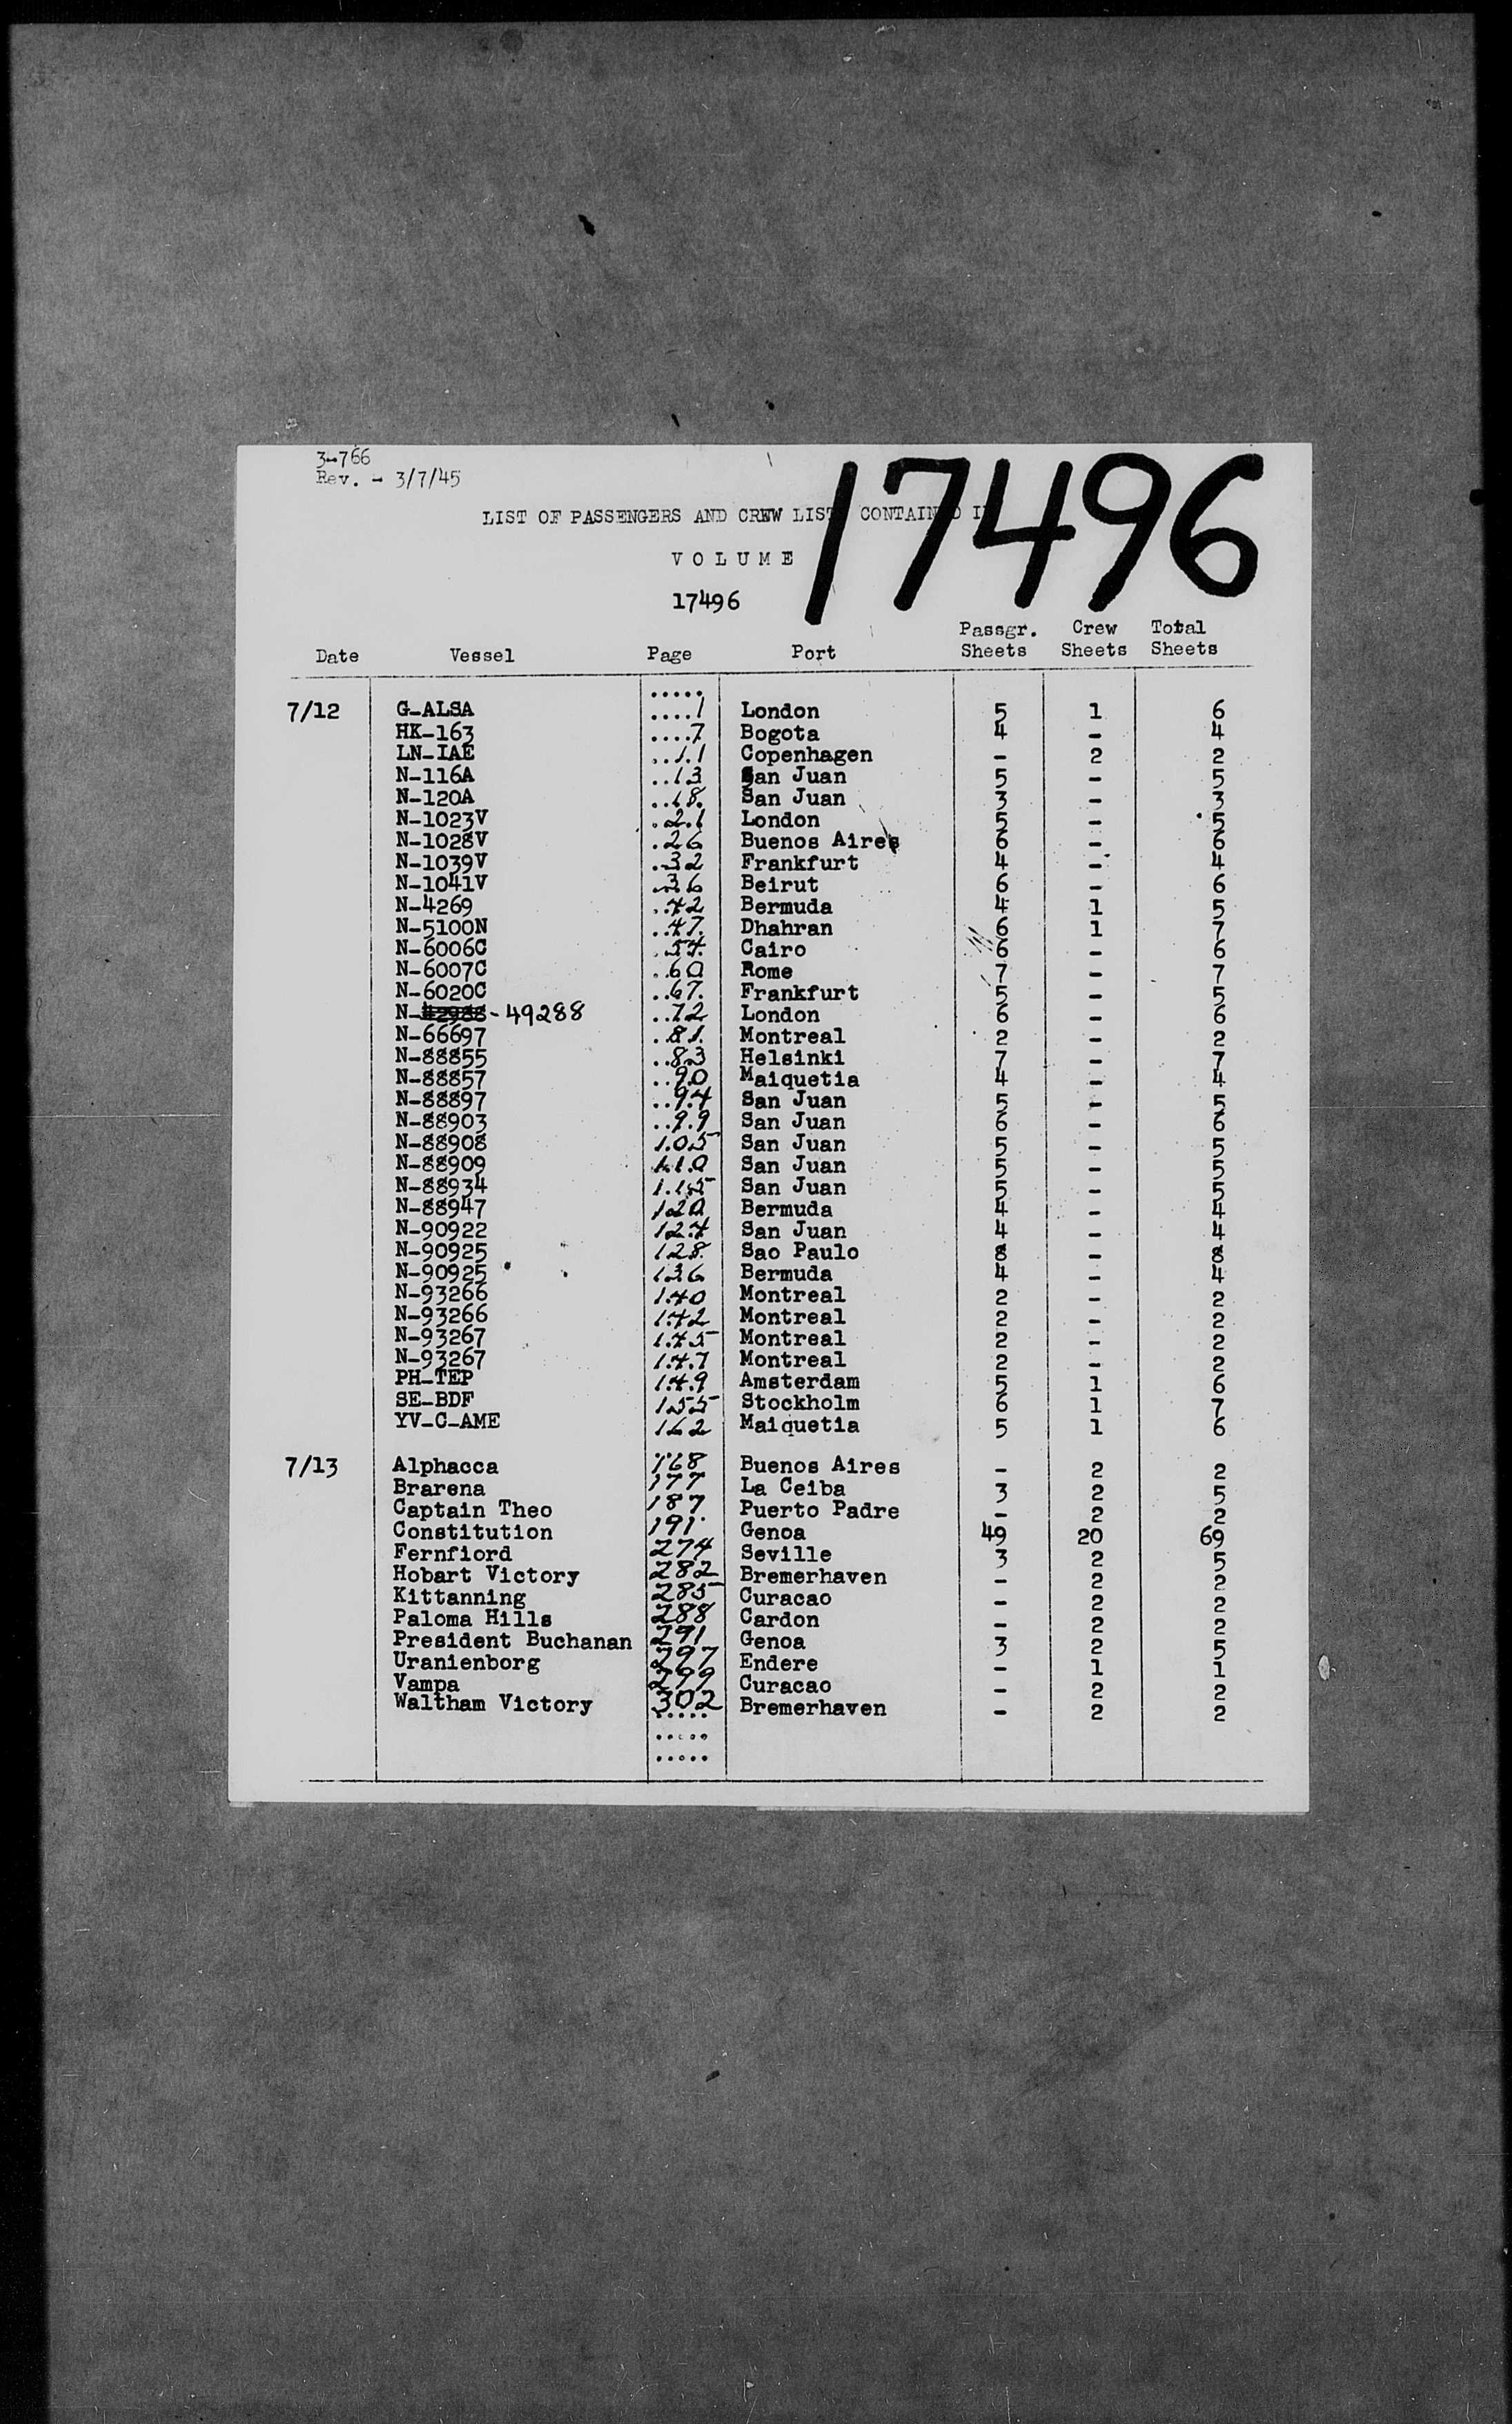 3-766
Rev. - 3/7/45
17496
LIST OF PASSENGERS AND CREW LISTS CONTAINED IN
VOLUME
17496
Date Vessel Page Port Passgr. Sheets Crew Sheets Total Sheets
.....
7/12 G-ALSA ....1 London 5 1 6
HK-163 ....7 Bogota 4 - 4
LN-IAE ..11 Copenhagen - 2 2
N-116A ..13 San Juan 5 - 5
N-120A ..18. San Juan 3 - 3
N-1023V .21 London 5 - 5
N-1028V .26 Buenos Aires 6 - 6
N-1039V .32 Frankfurt 4 - 4
N-1041V .36 Beirut 6 - 6
N-4269 ..42 Bermuda 4 1 5
N-5100N ..47. Dhahran 6 1 7
N-6006C .54. Cairo 6 - 6
N-6007C ..60 Rome 7 - 7
N-6020C ..67. Frankfurt 5 - 5
N-42988-49288 ..72 London 6 - 6
N-66697 ..81. Montreal 2 - 2
N-88855 ..83 Helsinki 7 - 7
N-88857 ..90 Maiquetia 4 - 4
N-88897 ..94 San Juan 5 - 5
N-88903 ..99 San Juan 6 - 6
N-88908 105 San Juan 5 - 5
N-88909 110 San Juan 5 - 5
N-88934 115 San Juan 5 - 5
N-88947 120 Bermuda 4 - 4
N-90922 124 San Juan 4 - 4
N-90925 128. Sao Paulo 8 - 8
N-90925 136 Bermuda 4 - 4
N-93266 140 Montreal 2 - 2
N-93266 142 Montreal 2 - 2
N-93267 145 Montreal 2 - 2
N-93267 147 Montreal 2 - 2
PH-TEP 149 Amsterdam 5 1 6
SE-BDF 155 Stockholm 6 1 7
YV-C-AME 162 Maiquetia 5 1 6
7/13 Alphacca 168 Buenos Aires - 2 2
Brarena 177 La Ceiba 3 2 5
Captain Theo 187 Puerto Padre - 2 2
Constitution 191 Genoa 49 20 69
Fernfiord 274 Seville 3 2 5
Hobart Victory 282 Bremerhaven - 2 2
Kittanning 285 Curacao - 2 2
Paloma Hills 288 Cardon - 2 2
President Buchanan 291 Genoa 3 2 5
Uranienborg 297 Endere - 1 1
Vampa 299 Curacao - 2 2
Waltham Victory 302 Bremerhaven - 2 2
.....
.....